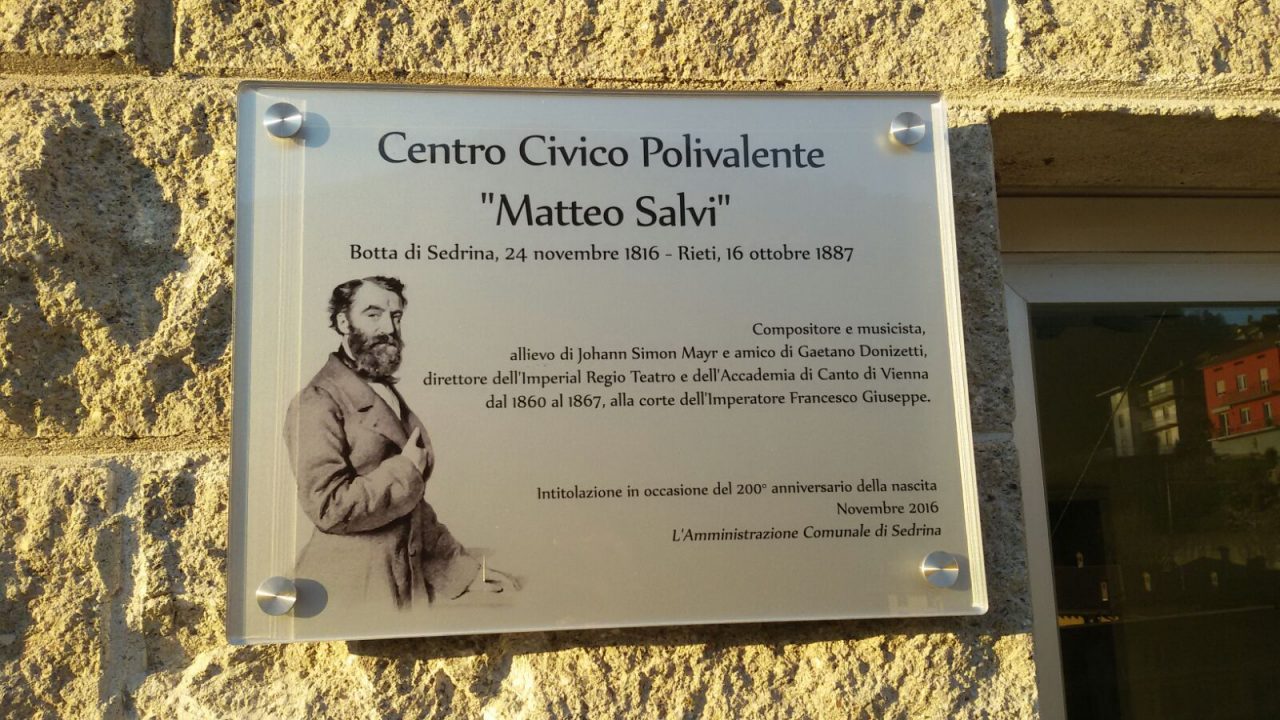 Centro Civico Polivalente
"Matteo Salvi"
Botta di Sedrina, 24 novembre 1816 - Rieti, 16 ottobre 1887
Compositore e musicista,
allievo di Johann Simon Mayr e amico di Gaetano Donizetti,
direttore dell'Imperial Regio Teatro e dell'Accademia di Canto di Vienna
dal 1860 al 1867, alla corte dell'Imperatore Francesco Giuseppe.
Intitolazione in occasione del 200° anniversario della nascita
Novembre 2016
L'Amministrazione Comunale di Sedrina